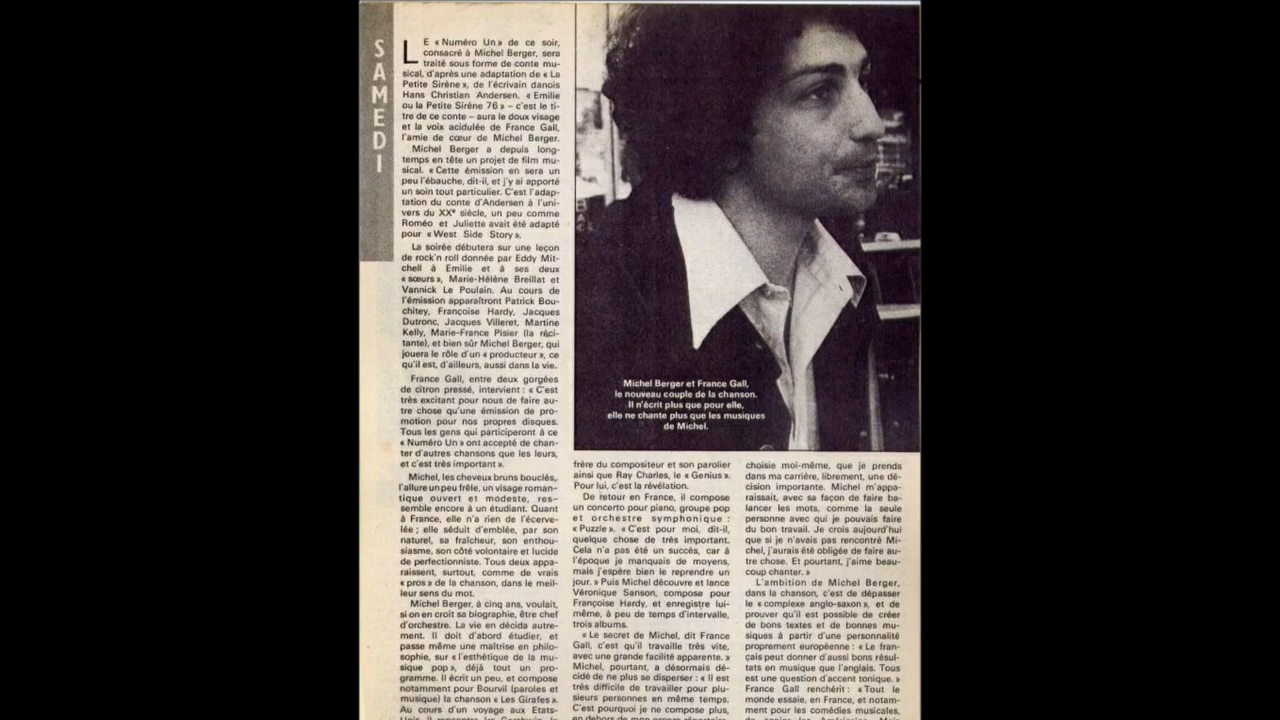 SAMEDI
LE «Numéro Un» de ce soir,
consacré à Michel Berger, sera
traité sous forme de conte mu-
sical, d'après une adaptation de «La
Petite Sirène», de l'écrivain danois
Hans Christian Andersen. «Emilie
ou la Petite Sirène 76» – c'est le ti-
tre de ce conte – aura le doux visage
et la voix acidulée de France Gall,
l'amie de cœur de Michel Berger.
Michel Berger a depuis long-
temps en tête un projet de film mu-
sical. «Cette émission en sera un
peu l'ébauche, dit-il, et j'y ai apporté
un soin tout particulier. C'est l'adap-
tation du conte d'Andersen à l'uni-
vers du XXe siècle, un peu comme
Roméo et Juliette avait été adapté
pour «West Side Story».
La soirée débutera sur une leçon
de rock'n roll donnée par Eddy Mit-
chell à Emilie et à ses deux
«sœurs», Marie-Hélène Breillat et
Vannick Le Poulain. Au cours de
l'émission apparaîtront Patrick Bou-
chitey, Françoise Hardy, Jacques
Dutronc, Jacques Villeret, Martine
Kelly, Marie-France Pisier (la réci-
tante), et bien sûr Michel Berger, qui
jouera le rôle d'un «producteur», ce
qu'il est, d'ailleurs, aussi dans la vie.
France Gall, entre deux gorgées
de citron pressé, intervient : «C'est
très excitant pour nous de faire au-
tre chose qu'une émission de pro-
motion pour nos propres disques.
Tous les gens qui participeront à ce
«Numéro Un» ont accepté de chan-
ter d'autres chansons que les leurs,
et c'est très important».
Michel, les cheveux bruns bouclés,
l'allure un peu frêle, un visage roman-
tique ouvert et modeste, res-
semble encore à un étudiant. Quant
à France, elle n'a rien de l'écerve-
lée ; elle séduit d'emblée, par son
naturel, sa fraîcheur, son enthou-
siasme, son côté volontaire et lucide
de perfectionniste. Tous deux appa-
raissent, surtout, comme de vrais
«pros» de la chanson, dans le meil-
leur sens du mot.
Michel Berger, à cinq ans, voulait,
si on en croit sa biographie, être chef
d'orchestre. La vie en décida autre-
ment. Il doit d'abord étudier, et
passe même une maîtrise en philo-
sophie, sur «l'esthétique de la mu-
sique pop», déjà tout un pro-
gramme. Il écrit un peu, et compose
notamment pour Bourvil (paroles et
musique) la chanson «Les Girafes».
Au cours d'un voyage aux Etats-
Unis, il rencontre Ira Gershwin, le
Michel Berger et France Gall,
le nouveau couple de la chanson.
Il n'écrit plus que pour elle,
elle ne chante plus que les musiques
de Michel.
frère du compositeur et son parolier
ainsi que Ray Charles, le «Genius».
Pour lui, c'est la révélation.
De retour en France, il compose
un concerto pour piano, groupe pop
et orchestre symphonique :
«Puzzle». «C'est pour moi, dit-il,
quelque chose de très important.
Cela n'a pas été un succès, car à
l'époque je manquais de moyens,
mais j'espère bien le reprendre un
jour.» Puis Michel découvre et lance
Véronique Sanson, compose pour
Françoise Hardy, et enregistre lui-
même, à peu de temps d'intervalle,
trois albums.
«Le secret de Michel, dit France
Gall, c'est qu'il travaille très vite,
avec une grande facilité apparente.»
Michel, pourtant, a désormais dé-
cidé de ne plus se disperser : «Il est
très difficile de travailler pour plu-
sieurs personnes en même temps.
C'est pourquoi je ne compose plus,
en dehors de mon propre répertoire,
choisie moi-même, que je prends
dans ma carrière, librement, une dé-
cision importante. Michel m'appa-
raissait, avec sa façon de faire ba-
lancer les mots, comme la seule
personne avec qui je pouvais faire
du bon travail. Je crois aujourd'hui
que si je n'avais pas rencontré Mi-
chel, j'aurais été obligée de faire au-
tre chose. Et pourtant, j'aime beau-
coup chanter.»
L'ambition de Michel Berger,
dans la chanson, c'est de dépasser
le «complexe anglo-saxon», et de
prouver qu'il est possible de créer
de bons textes et de bonnes mu-
siques à partir d'une personnalité
proprement européenne : «Le fran-
çais peut donner d'aussi bons résul-
tats en musique que l'anglais. Tous
est une question d'accent tonique.»
France Gall renchérit : «Tout le
monde essaie, en France, et notam-
ment pour les comédies musicales,
de copier les Américains. Mais